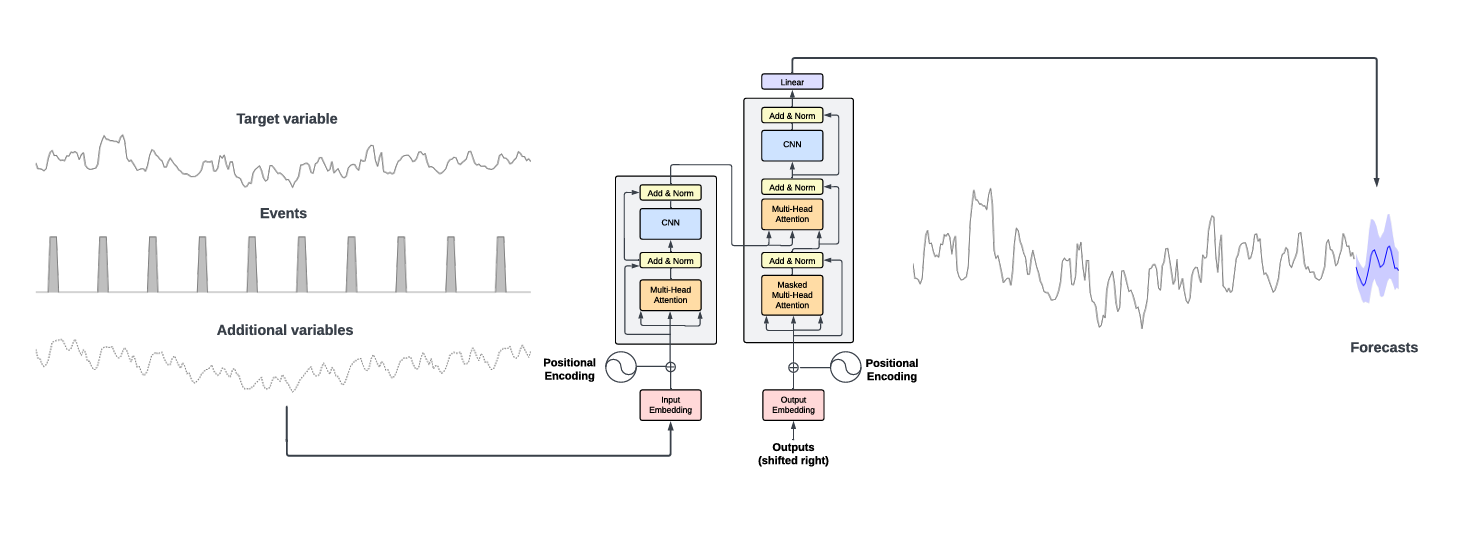 Target variable
Events
Additional variables
Positional
Encoding
Add & Norm
CNN
Add & Norm
Multi-Head
Attention
Input
Embedding
Linear
Add & Norm
CNN
Add & Norm
Multi-Head
Attention
Add & Norm
Masked
Multi-Head
Attention
Positional
Encoding
Output
Embedding
Outputs
(shifted right)
Forecasts